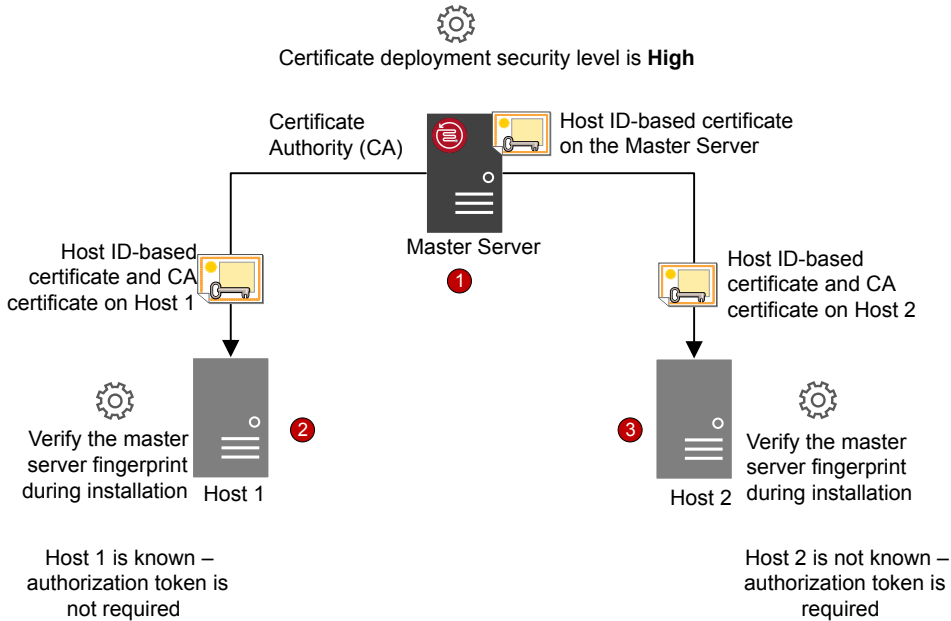 Certificate deployment security level is High
Certificate
Authority (CA)
Host ID-based certificate
on the Master Server
Master Server
1
Host ID-based
certificate and CA
certificate on Host 1
Host ID-based
certificate and CA
certificate on Host 2
Verify the master
server fingerprint
during installation
Host 1
2
3
Host 2
Verify the master
server fingerprint
during installation
Host 1 is known –
authorization token is
not required
Host 2 is not known –
authorization token is
required